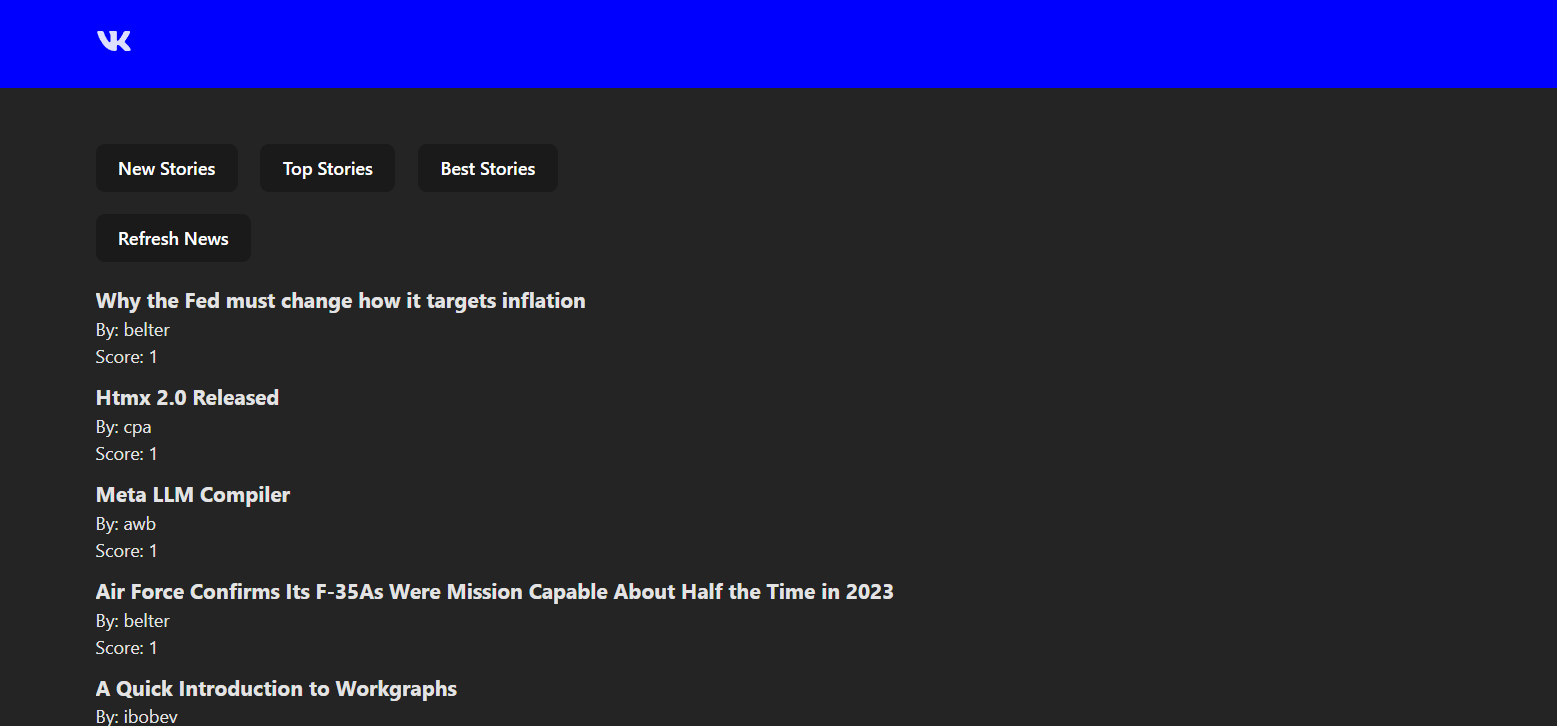 VK
New Stories
Top Stories
Best Stories
Refresh News
Why the Fed must change how it targets inflation
By: belter
Score: 1
Htmx 2.0 Released
By: cpa
Score: 1
Meta LLM Compiler
By: awb
Score: 1
Air Force Confirms Its F-35As Were Mission Capable About Half the Time in 2023
By: belter
Score: 1
A Quick Introduction to Workgraphs
By: ibobev